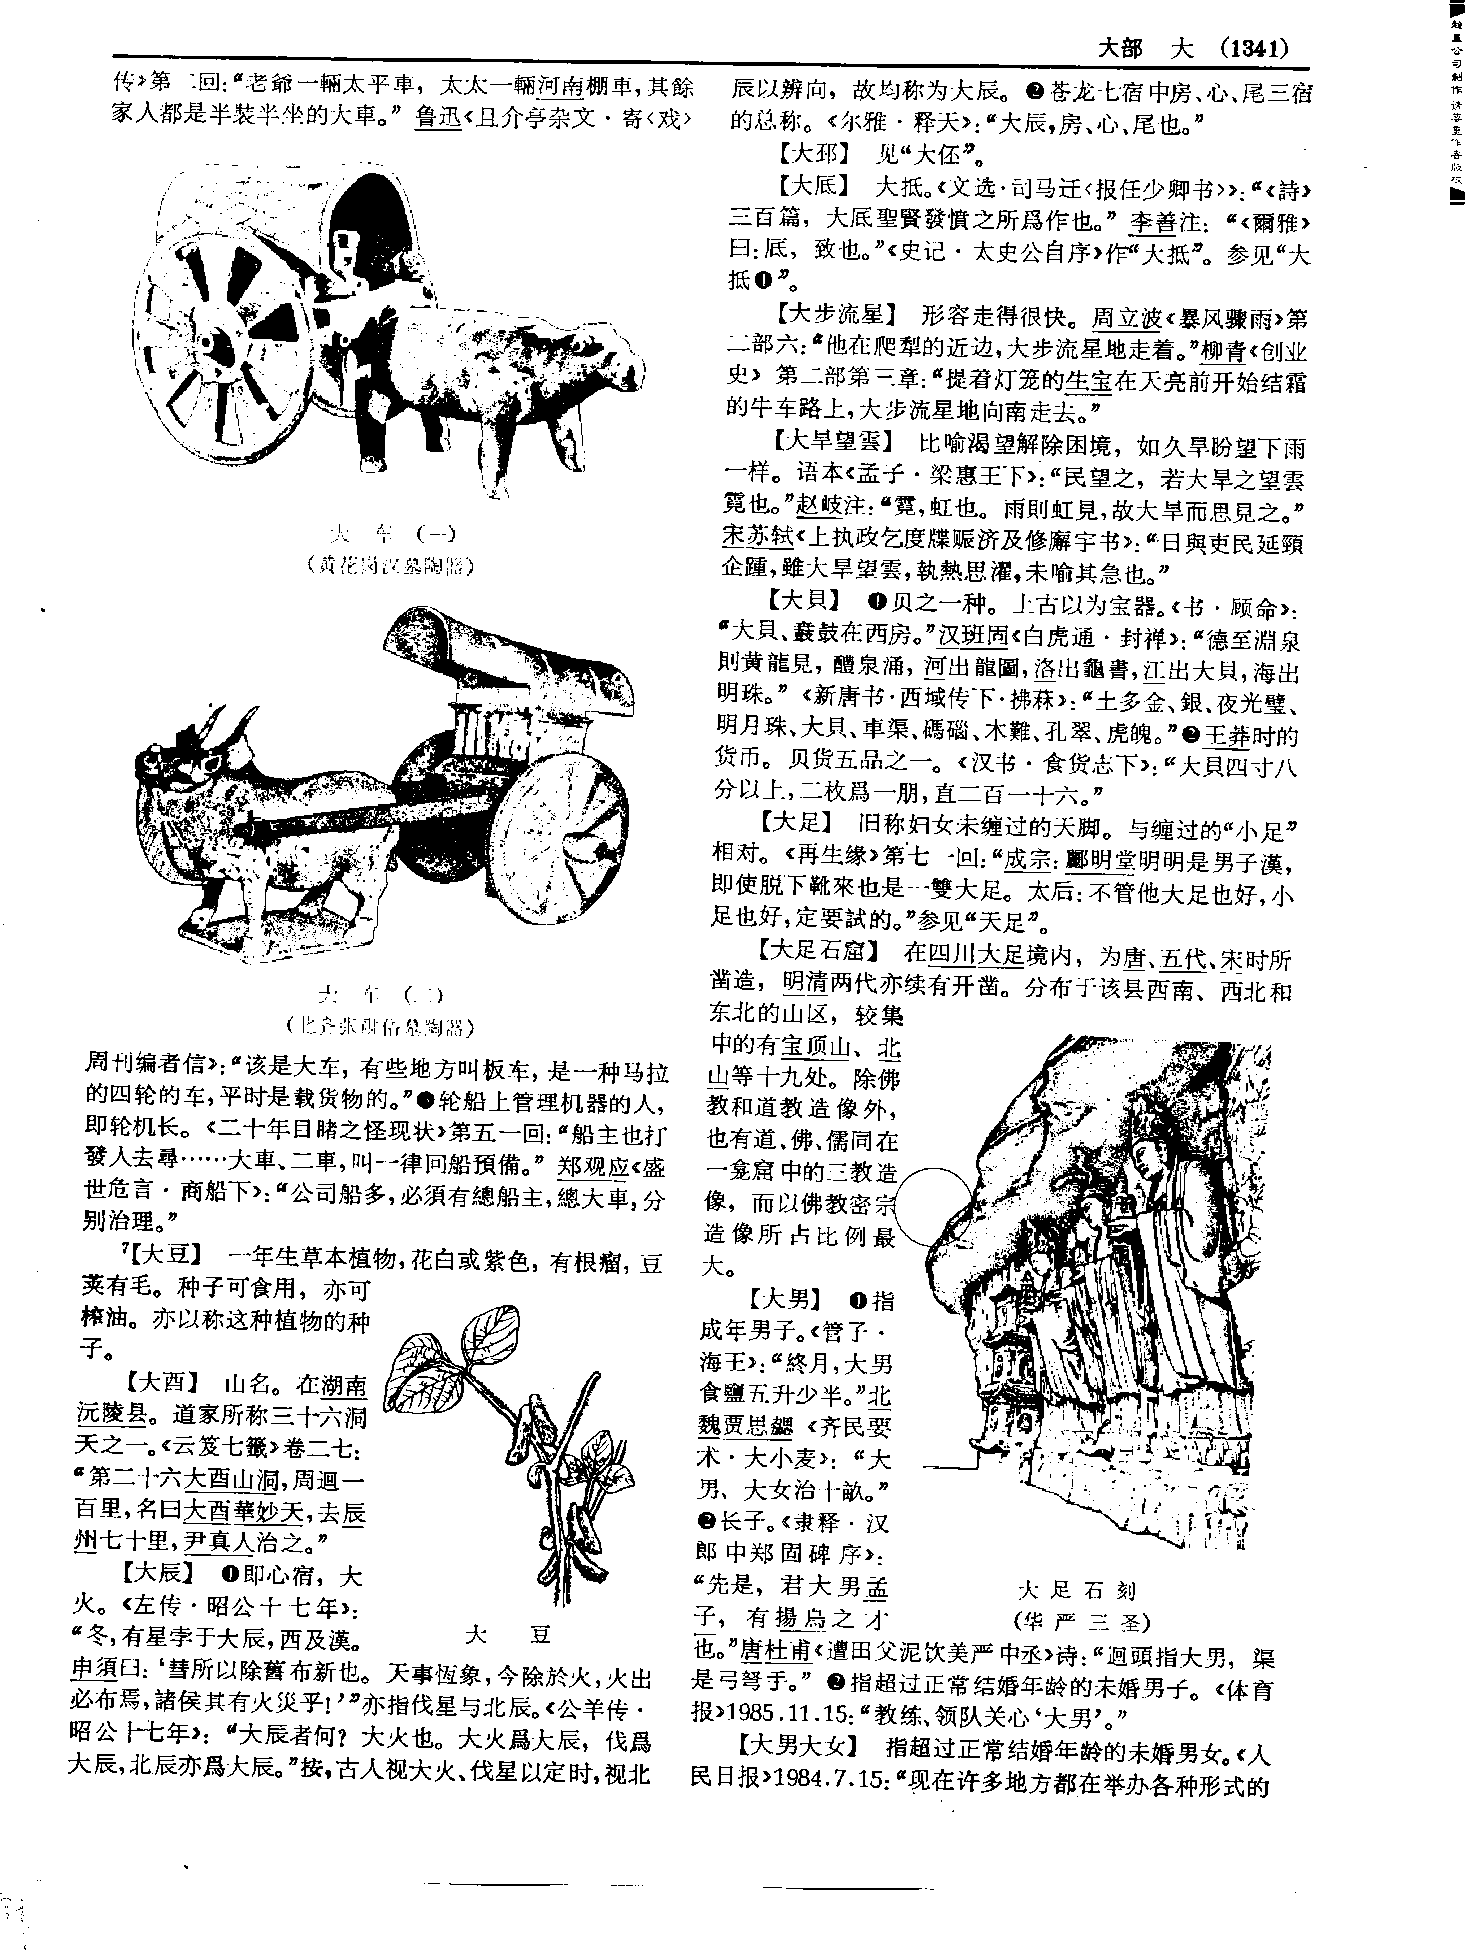 大部　大　(1341)
传》第二回：“老爺一輛太平車，太太一輛河南棚車，其餘
家人都是半裝半坐的大車。”鲁迅《且介亭杂文·寄〈戏〉
大　车　(一)
(黄花岗汉墓陶器)
大　车　(二)
(北齐张肃俗墓陶器)
周刊编者信》：“该是大车，有些地方叫板车，是一种马拉
的四轮的车，平时是载货物的。”轮船上管理机器的人，
即轮机长。《二十年目睹之怪现状》第五一回：“船主也打
發人去尋……大車、二車，叫一律回船預備。”郑观应《盛
世危言·商船下》：“公司船多，必須有總船主，總大車，分
别治理。”
7【大豆】　一年生草本植物，花白或紫色，有根瘤，豆
荚有毛。种子可食用，亦可
榨油。亦以称这种植物的种
子。
【大酉】　山名。在湖南
沅陵县。道家所称三十六洞
天之一。《云笈七籤》卷二七：
“第二十六大酉山洞，周迴一
百里，名曰大酉華妙天，去辰
州七十里，尹真人治之。”
【大辰】　❶即心宿，大
火。《左传·昭公十七年》：
“冬，有星孛于大辰，西及漢。
申須曰：‘彗所以除舊布新也。天事恆象，今除於火，火出
必布焉，諸侯其有火災乎！’”亦指伐星与北辰。《公羊传·
昭公十七年》：“大辰者何？大火也。大火爲大辰，伐爲
大辰，北辰亦爲大辰。”按，古人视大火、伐星以定时，视北
大　豆
辰以辨向，故均称为大辰。❷苍龙七宿中房、心、尾三宿
的总称。《尔雅·释天》：“大辰，房、心、尾也。”
【大邳】　见“大伾”。
【大底】　大抵。《文选·司马迁〈报任少卿书〉》：“《詩》
三百篇，大底聖賢發憤之所爲作也。”李善注：“《爾雅》
曰：底，致也。”《史记·太史公自序》作“大抵”。参见“大
抵❶”。
【大步流星】　形容走得很快。周立波《暴风骤雨》第
二部六：“他在爬犁的近边，大步流星地走着。”柳青《创业
史》第二部第三章：“提着灯笼的生宝在天亮前开始结霜
的牛车路上，大步流星地向南走去。”
【大旱望雲】　比喻渴望解除困境，如久旱盼望下雨
一样。语本《孟子·梁惠王下》：“民望之，若大旱之望雲
霓也。”赵岐注：“霓，虹也。雨則虹見，故大旱而思見之。”
宋苏轼《上执政乞度牒赈济及修廨宇书》：“日與吏民延頸
企踵，雖大旱望雲，執熱思濯，未喻其急也。”
【大貝】　❶贝之一种。上古以为宝器。《书·顾命》：
“大貝、鼖鼓在西房。”汉班固《白虎通·封禅》：“德至淵泉
則黄龍見，醴泉涌，河出龍圖，洛出龜書，江出大貝，海出
明珠。”《新唐书·西域传下·拂菻》：“土多金、銀、夜光璧、
明月珠、大貝、車渠、碼碯、木難、孔翠、虎魄。”❷王莽时的
货币。贝货五品之一。《汉书·食货志下》：“大貝四寸八
分以上，二枚爲一朋，直二百一十六。”
【大足】　旧称妇女未缠过的天脚。与缠过的“小足”
相对。《再生缘》第七一回：“成宗：酈明堂明明是男子漢，
即使脱下靴來也是一雙大足。太后：不管他大足也好，小
足也好，定要試的。”参见“天足”。
【大足石窟】　在四川大足境内，为唐、五代、宋时所
凿造，明清两代亦续有开凿。分布于该县西南、西北和
东北的山区，较集
中的有宝顶山、北
山等十九处。除佛
教和道教造像外，
也有道、佛、儒同在
一龛窟中的三教造
像，而以佛教密宗
造像所占比例最
大。
【大男】　❶指
成年男子。《管子·
海王》：“終月，大男
食鹽五升少半。”北
魏贾思勰《齐民要
术·大小麦》：“大
男、大女治十畝。”
❷长子。《隶释·汉
郎中郑固碑序》：
“先是，君大男孟
子，有揚烏之才
也。”唐杜甫《遭田父泥饮美严中丞》诗：“迴頭指大男，渠
是弓弩手。”❷指超过正常结婚年龄的未婚男子。《体育
报》1985.11.15：“教练、领队关心‘大男’。”
【大男大女】　指超过正常结婚年龄的未婚男女。《人
民日报》1984.7.15：“现在许多地方都在举办各种形式的
大足石刻
(华严三圣)